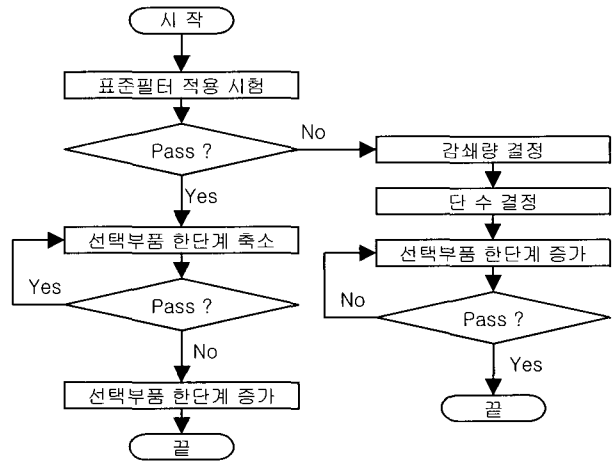 시 작
표준필터 적용 시험
Pass ?
No
Yes
감쇄량 결정
단 수 결정
선택부품 한단계 축소
선택부품 한단계 증가
Yes
Pass ?
No
No
Pass ?
Yes
선택부품 한단계 증가
끝
끝